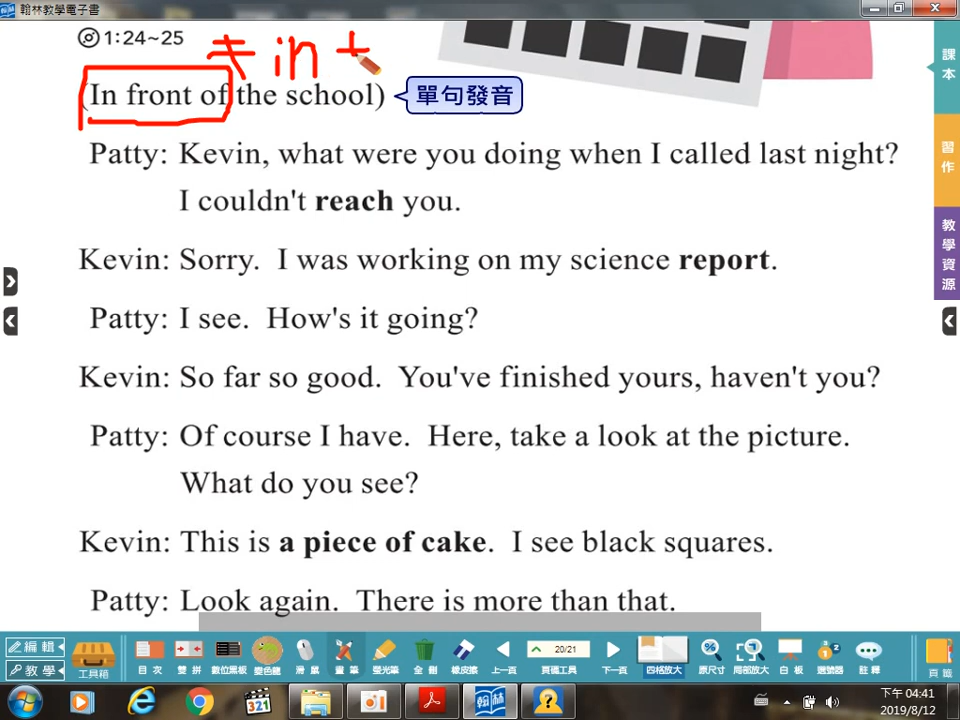 翰林教學電子書
1:24~25
≠ in t
(In front of the school)
單句發音
Patty: Kevin, what were you doing when I called last night?
I couldn't reach you.
Kevin: Sorry. I was working on my science report.
Patty: I see. How's it going?
Kevin: So far so good. You've finished yours, haven't you?
Patty: Of course I have. Here, take a look at the picture.
What do you see?
Kevin: This is a piece of cake. I see black squares.
Patty: Look again. There is more than that.
課本
習作
教學資源
編輯
教學
工具箱
目次
雙拼
數位黑板
變色龍
滑鼠
畫筆
螢光筆
全刪
橡皮擦
上一頁
20/21
頁碼工具
下一頁
四格放大
原尺寸
局部放大
白板
選號器
註釋
頁籤
321
下午 04:41
2019/8/12